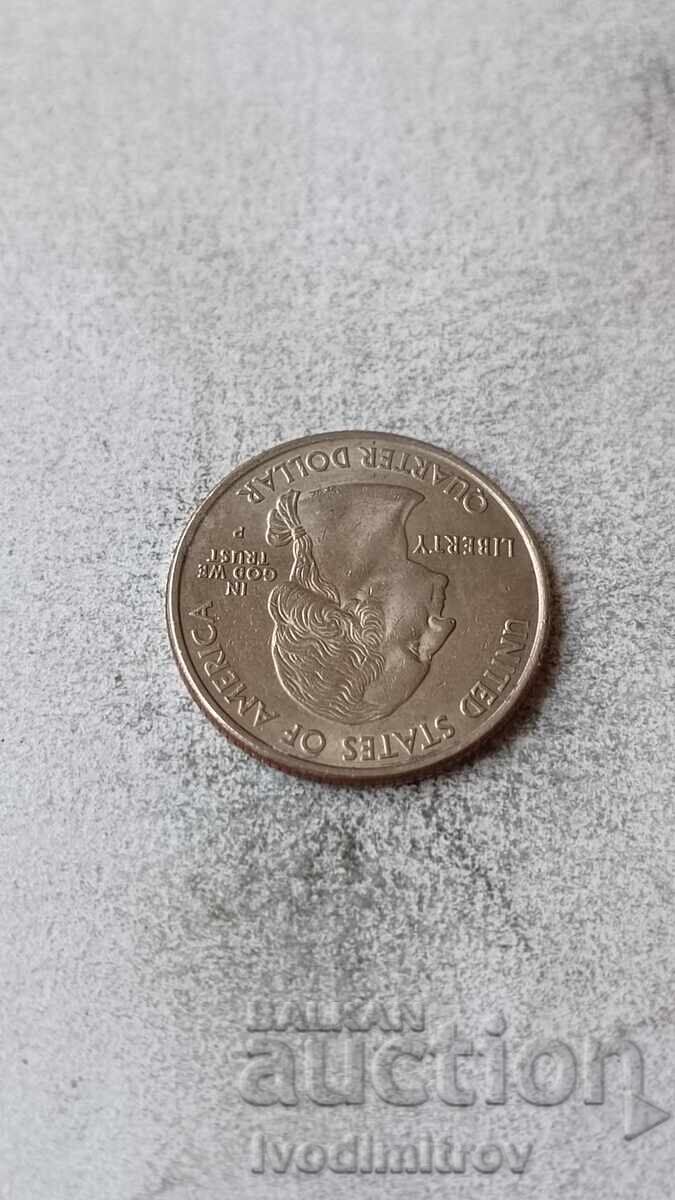 UNITED STATES OF AMERICA
LIBERTY
IN
GOD WE
TRUST
P
QUARTER DOLLAR
BALKAN
auction
Ivodimitrov